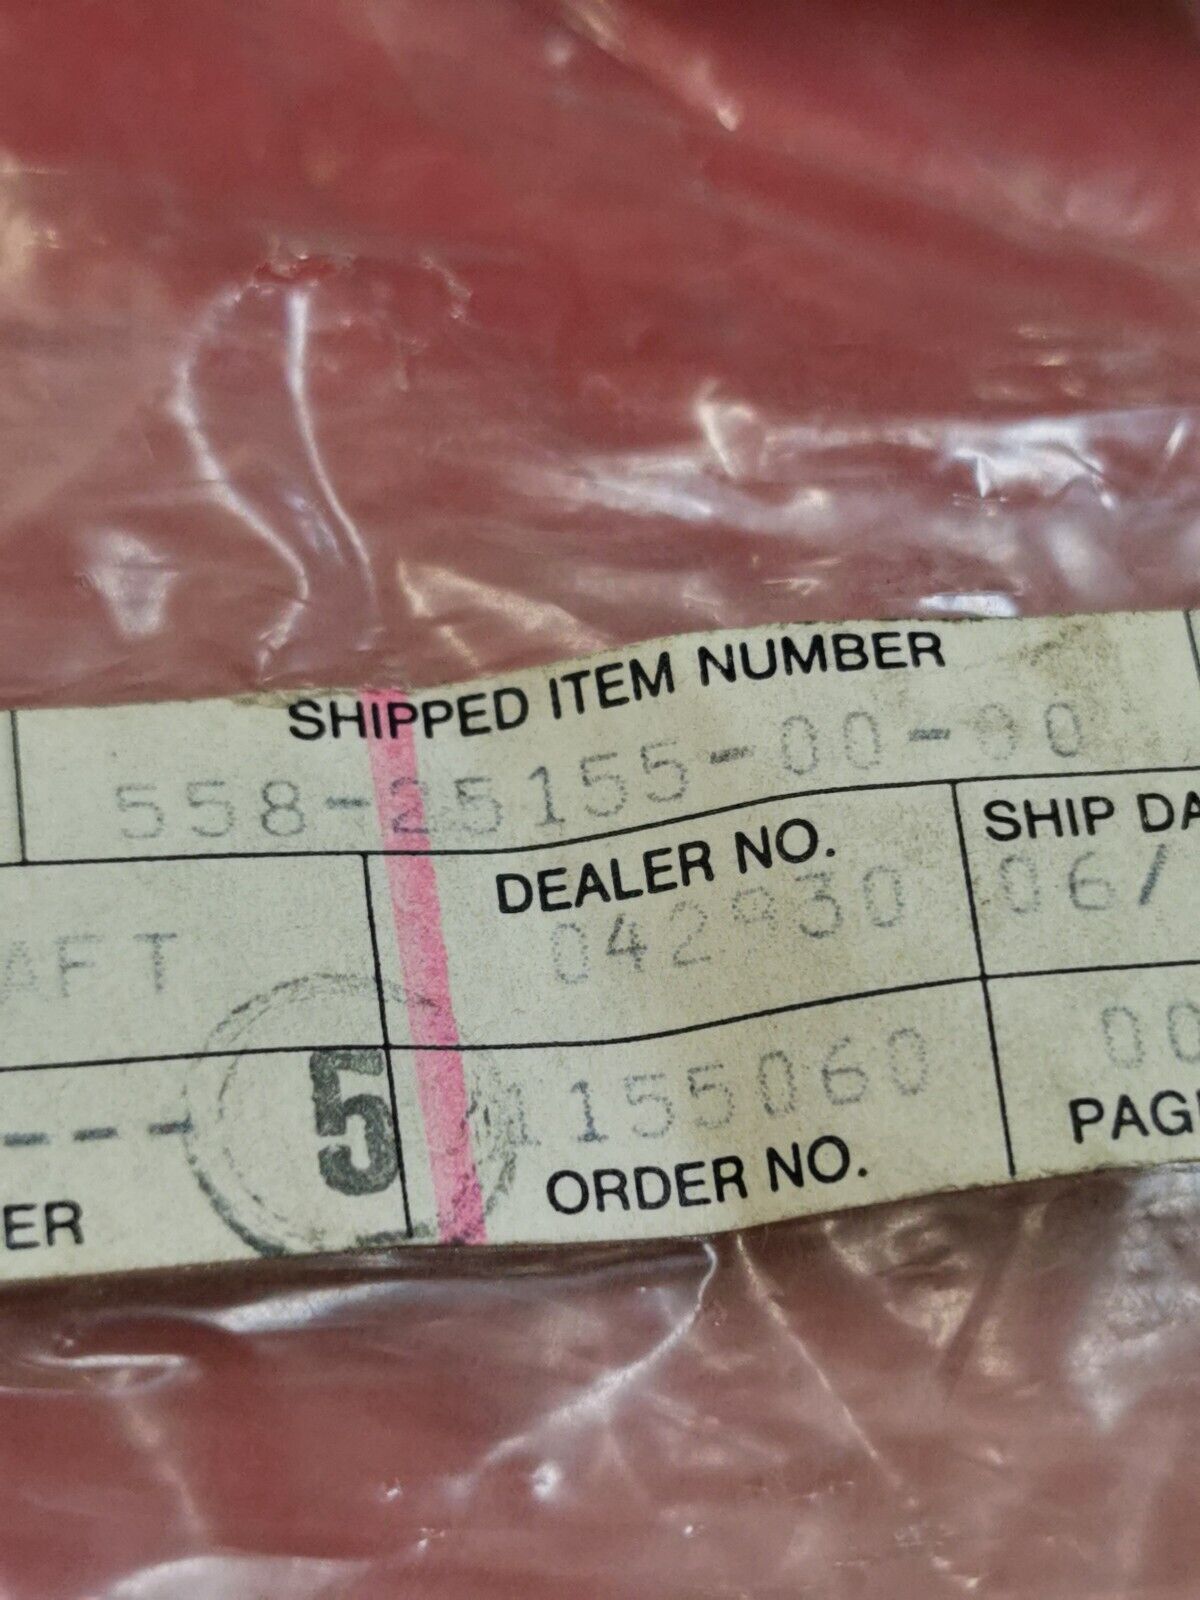 SHIPPED ITEM NUMBER
558-25155-00-00
DEALER NO.
SHIP DA
AFT
042930
06/
5
1155060
00
----
ER
ORDER NO.
PAG